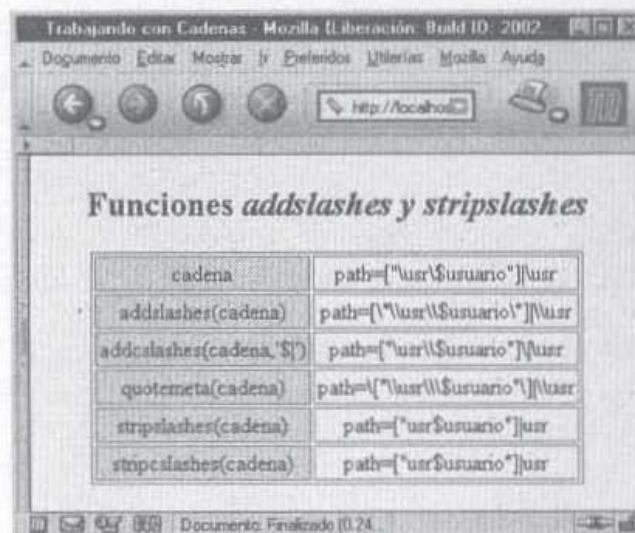 Trabajando con Cadenas - Mozilla {Liberación: Build ID: 2002
Documento Editar Mostrar Ir Preferidos Utilerías Mozilla Ayuda
http://localhos
Funciones addslashes y stripslashes
cadena path=["\usr\$usuario"]|\usr
addslashes(cadena) path=[\"\\usr\\$usuario\"]|\\usr
addcslashes(cadena,'$|') path=["\usr\\$usuario"]\|\usr
quotemeta(cadena) path=\["\\usr\\\$usuario"\]|\\usr
stripslashes(cadena) path=["usr$usuario"]|usr
stripcslashes(cadena) path=["usr$usuario"]|usr
Documento: Finalizado (0.24